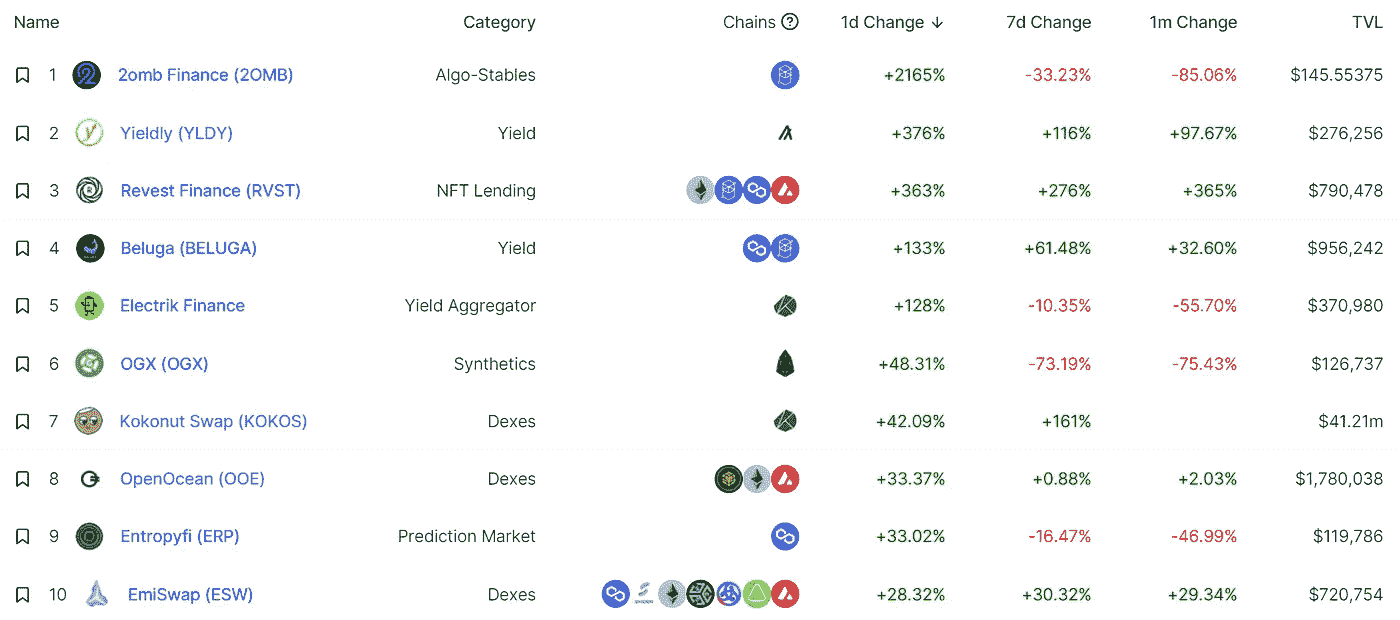 Name Category Chains ? 1d Change ↓ 7d Change 1m Change TVL
1 2omb Finance (2OMB) Algo-Stables +2165% -33.23% -85.06% $145.55375
2 Yieldly (YLDY) Yield +376% +116% +97.67% $276,256
3 Revest Finance (RVST) NFT Lending +363% +276% +365% $790,478
4 Beluga (BELUGA) Yield +133% +61.48% +32.60% $956,242
5 Electrik Finance Yield Aggregator +128% -10.35% -55.70% $370,980
6 OGX (OGX) Synthetics +48.31% -73.19% -75.43% $126,737
7 Kokonut Swap (KOKOS) Dexes +42.09% +161% $41.21m
8 OpenOcean (OOE) Dexes +33.37% +0.88% +2.03% $1,780,038
9 Entropyfi (ERP) Prediction Market +33.02% -16.47% -46.99% $119,786
10 EmiSwap (ESW) Dexes +28.32% +30.32% +29.34% $720,754